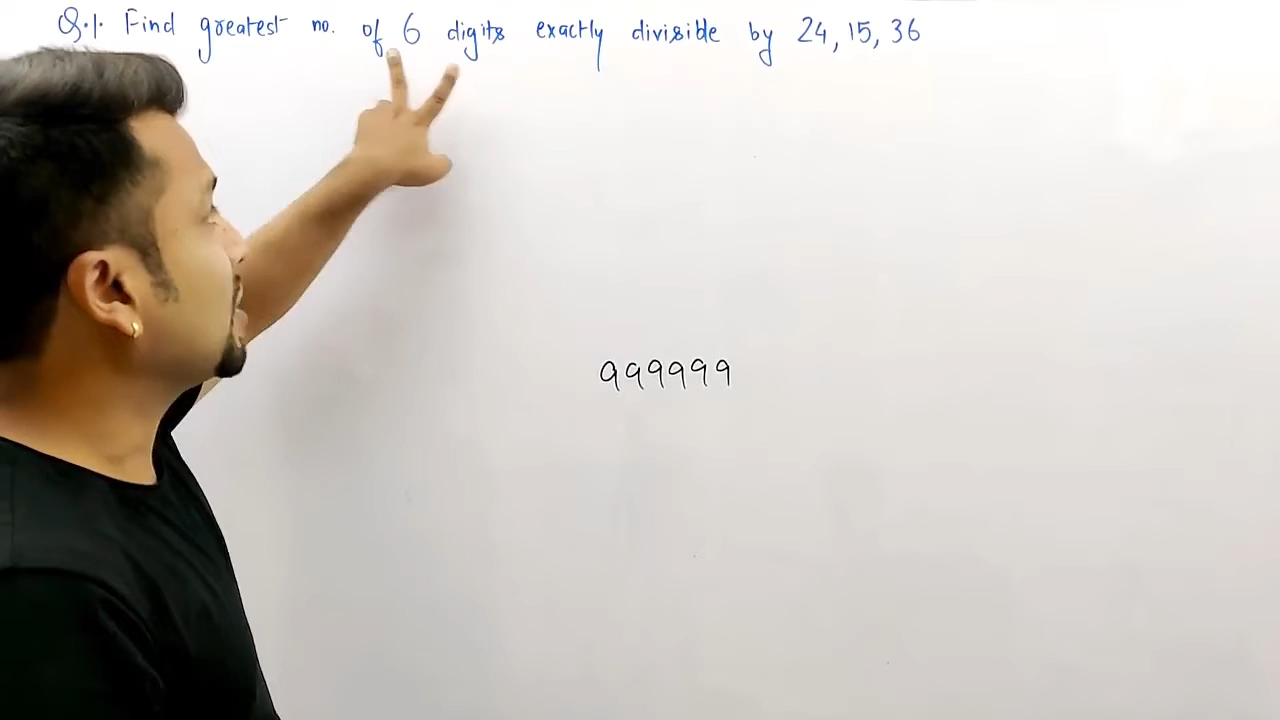 Q.1. Find greatest no. of 6 digits exactly divisible by 24, 15, 36
999999